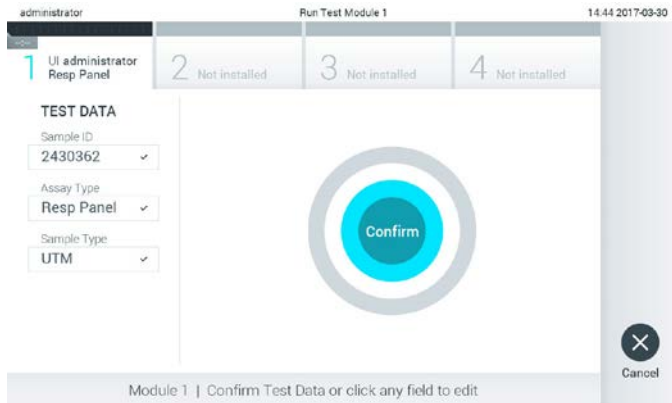 administrator Run Test Module 1 14.44 2017-03-30
1 UI administrator
Resp Panel
2 Not installed
3 Not installed
4 Not installed
TEST DATA
Sample ID
2430362
Assay Type
Resp Panel
Sample Type
UTM
Confirm
Cancel
Module 1 | Confirm Test Data or click any field to edit